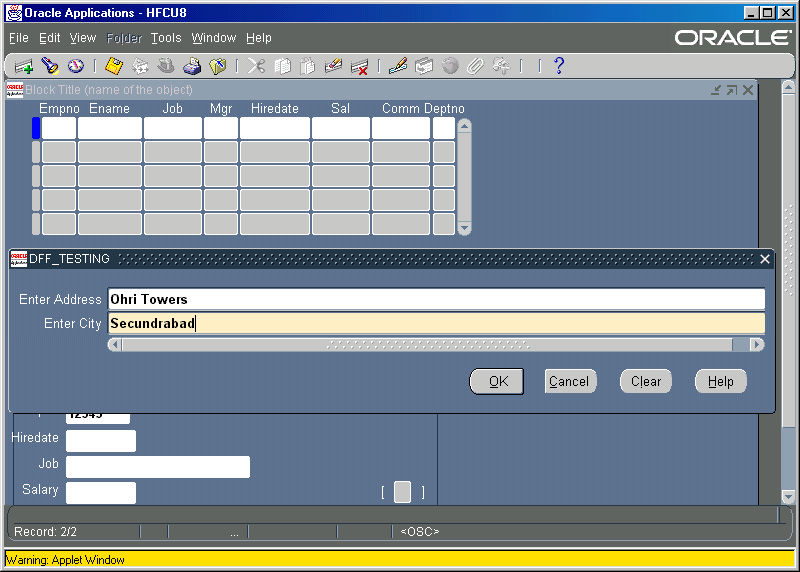 Oracle Applications - HFCU8
File Edit View Folder Tools Window Help
ORACLE
Block Title (name of the object)
Empno Ename Job Mgr Hiredate Sal Comm Deptno
DFF_TESTING
Enter Address Ohri Towers
Enter City Secundrabad
OK Cancel Clear Help
12345
Hiredate
Job
Salary [ ]
Record: 2/2 ... <OSC>
Warning: Applet Window